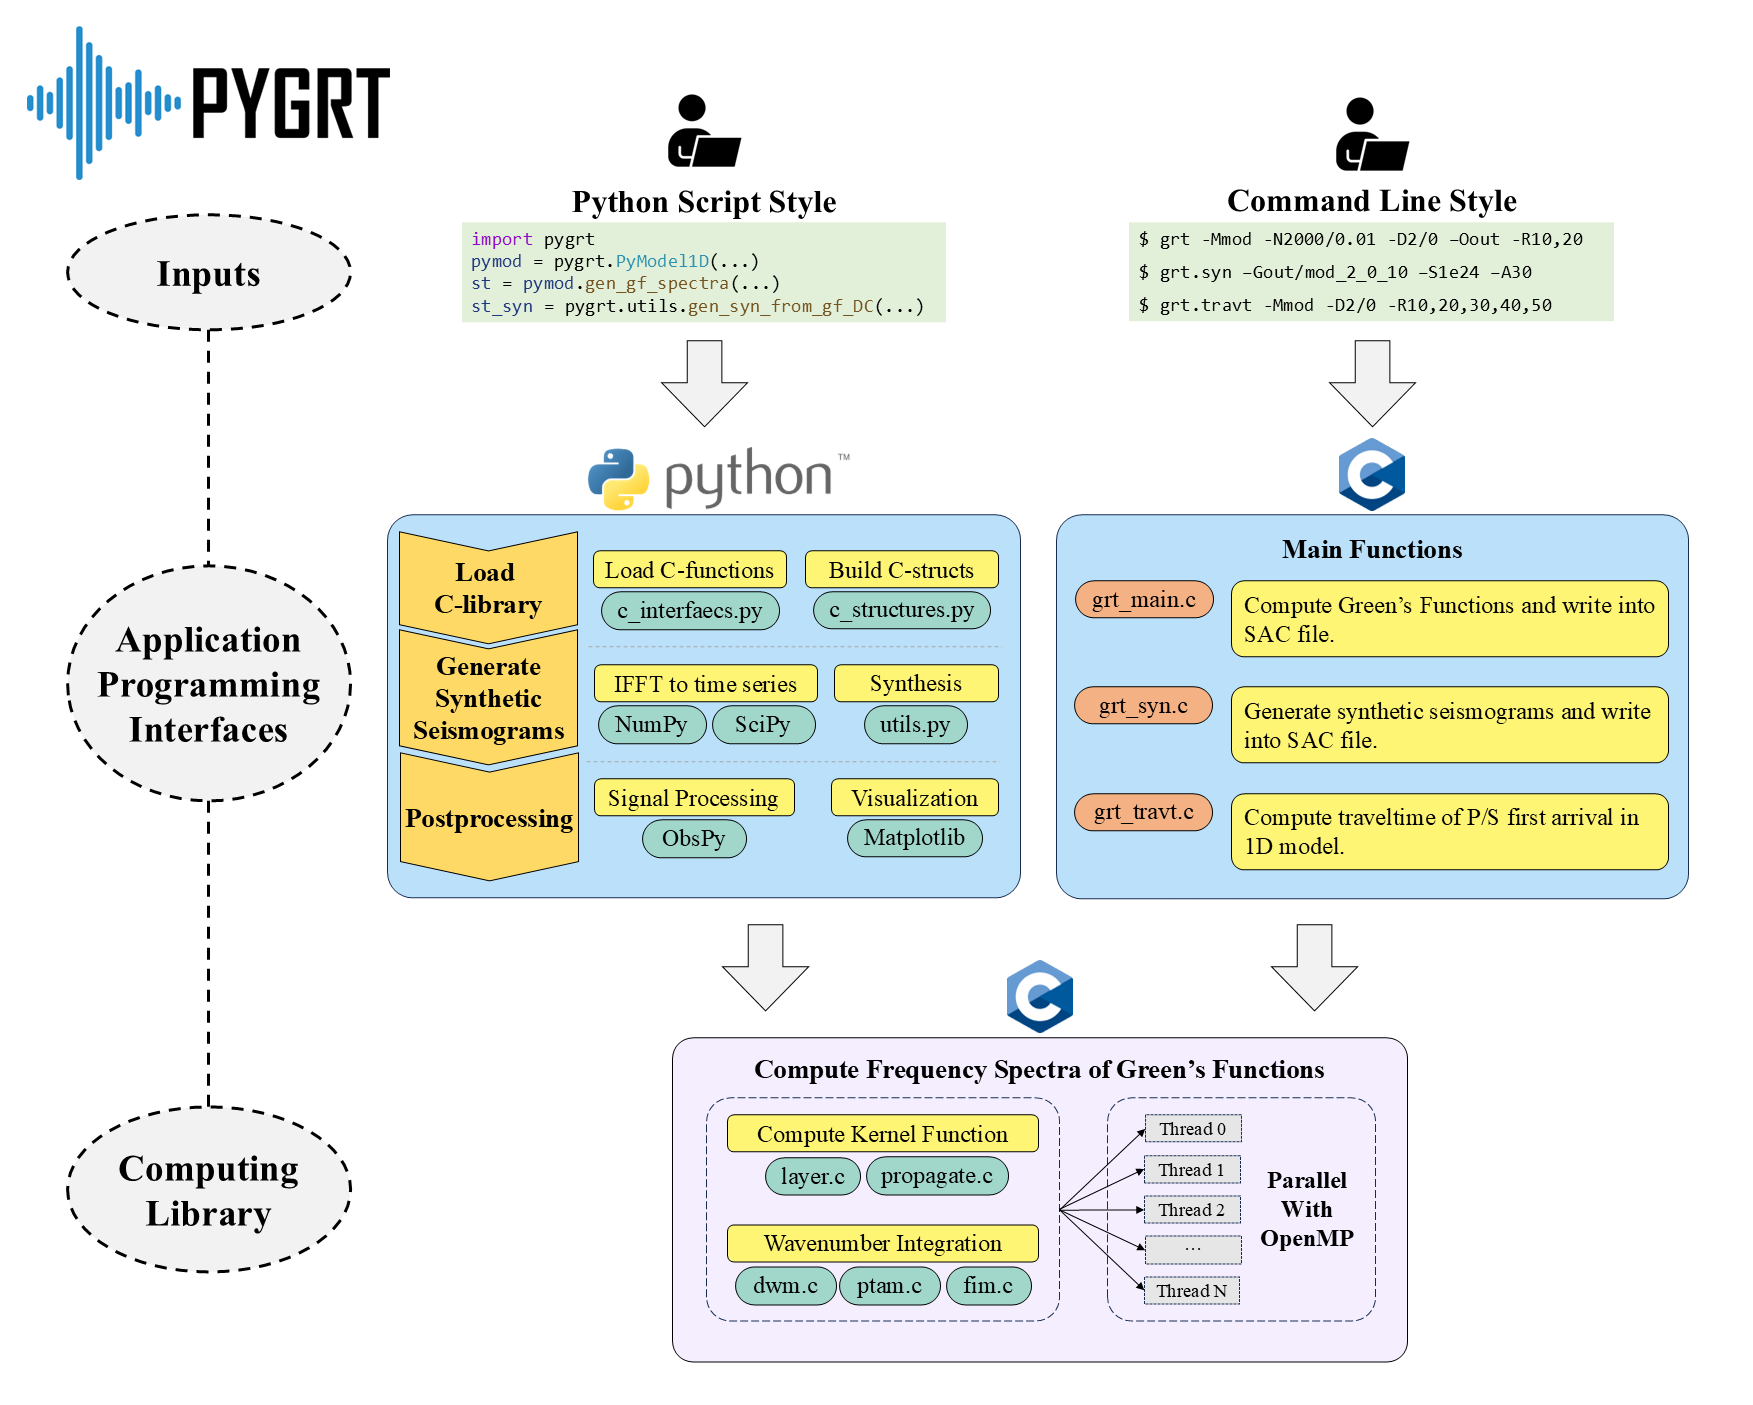 PYGRT
Python Script Style
import pygrt
pymod = pygrt.PyModel1D(...)
st = pymod.gen_gf_spectra(...)
st_syn = pygrt.utils.gen_syn_from_gf_DC(...)
Command Line Style
$ grt -Mmod -N2000/0.01 -D2/0 –Oout -R10,20
$ grt.syn –Gout/mod_2_0_10 –S1e24 –A30
$ grt.travt -Mmod -D2/0 -R10,20,30,40,50
Inputs
python™
Load
C-library
Load C-functions
Build C-structs
c_interfaecs.py
c_structures.py
Generate
Synthetic
Seismograms
IFFT to time series
Synthesis
NumPy
SciPy
utils.py
Postprocessing
Signal Processing
Visualization
ObsPy
Matplotlib
C
Main Functions
grt_main.c
Compute Green’s Functions and write into
SAC file.
grt_syn.c
Generate synthetic seismograms and write
into SAC file.
grt_travt.c
Compute traveltime of P/S first arrival in
1D model.
Application
Programming
Interfaces
C
Compute Frequency Spectra of Green’s Functions
Compute Kernel Function
layer.c
propagate.c
Wavenumber Integration
dwm.c
ptam.c
fim.c
Thread 0
Thread 1
Thread 2
...
Thread N
Parallel
With
OpenMP
Computing
Library